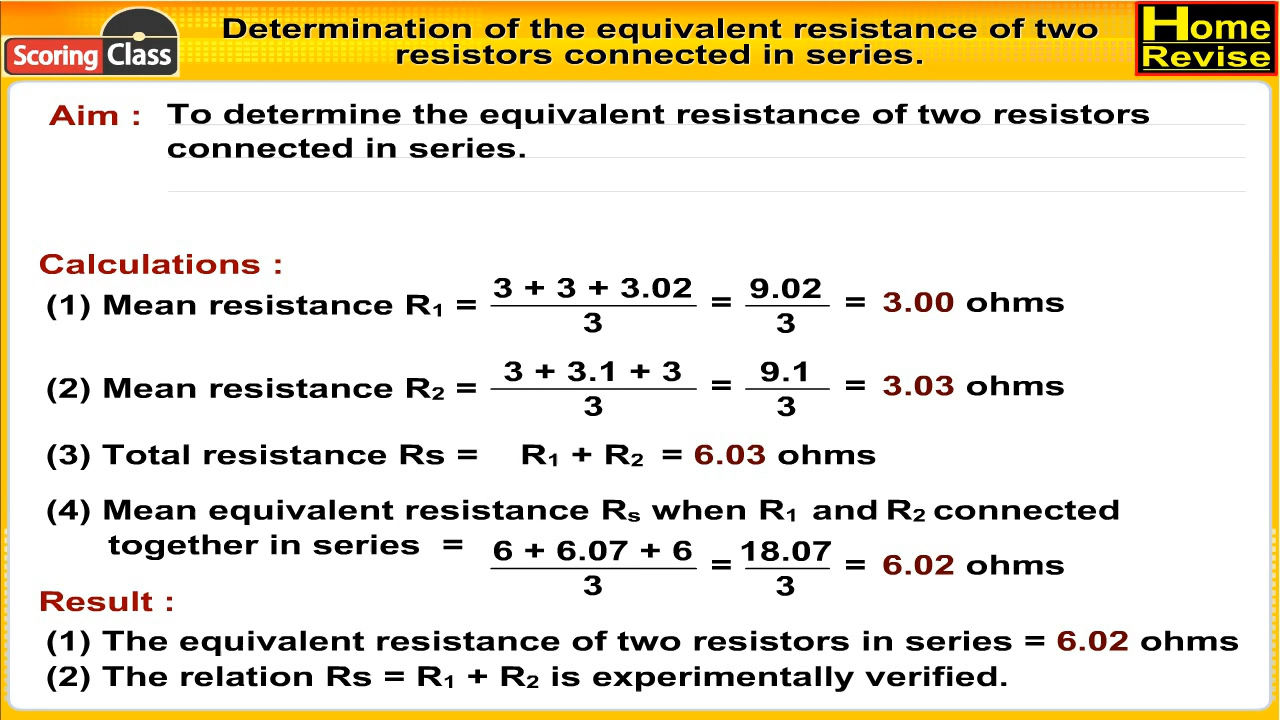 Scoring Class
Determination of the equivalent resistance of two
resistors connected in series.
Home
Revise
Aim : To determine the equivalent resistance of two resistors
connected in series.
Calculations :
(1) Mean resistance R₁ = 3 + 3 + 3.02 / 3 = 9.02 / 3 = 3.00 ohms
(2) Mean resistance R₂ = 3 + 3.1 + 3 / 3 = 9.1 / 3 = 3.03 ohms
(3) Total resistance Rs = R₁ + R₂ = 6.03 ohms
(4) Mean equivalent resistance Rₛ when R₁ and R₂ connected
together in series = 6 + 6.07 + 6 / 3 = 18.07 / 3 = 6.02 ohms
Result :
(1) The equivalent resistance of two resistors in series = 6.02 ohms
(2) The relation Rs = R₁ + R₂ is experimentally verified.